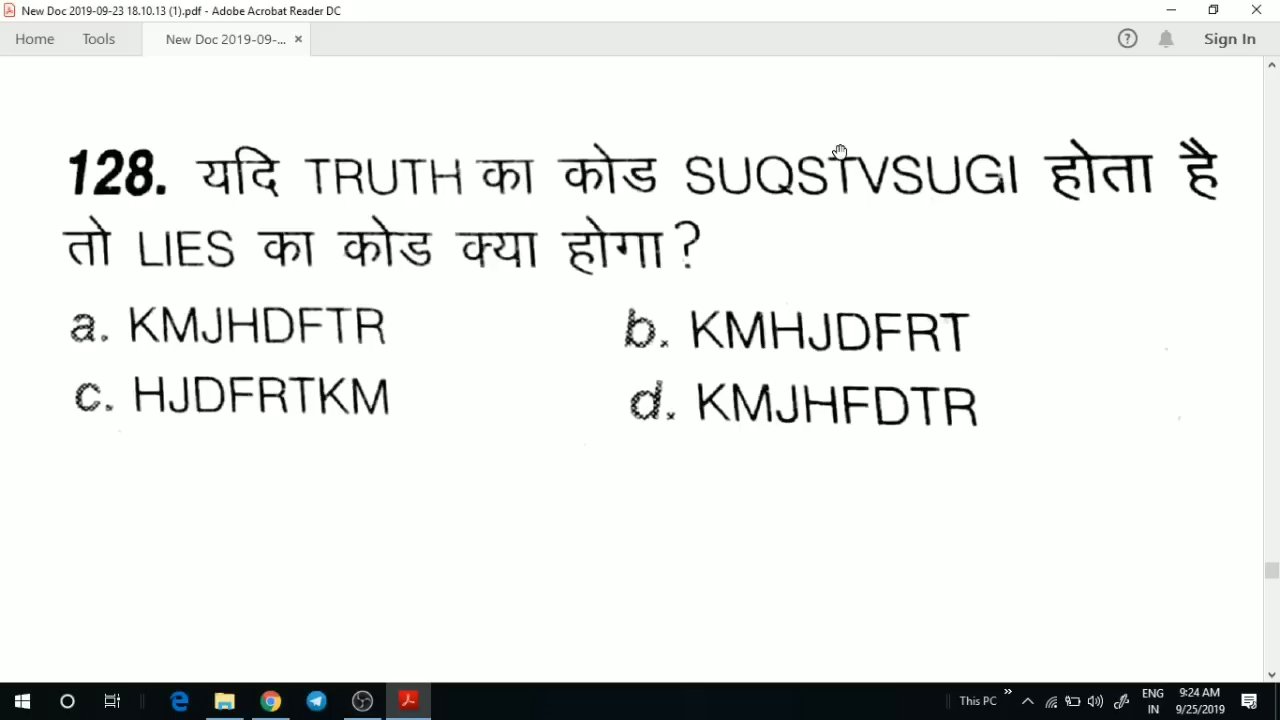 New Doc 2019-09-23 18.10.13 (1).pdf - Adobe Acrobat Reader DC
Home Tools New Doc 2019-09-... × ? Sign In
128. यदि TRUTH का कोड SUQSTVSUGI होता है
तो LIES का कोड क्या होगा?
a. KMJHDFTR b. KMHJDFRT
c. HJDFRTKM d. KMJHFDTR
This PC » ENG 9:24 AM
IN 9/25/2019